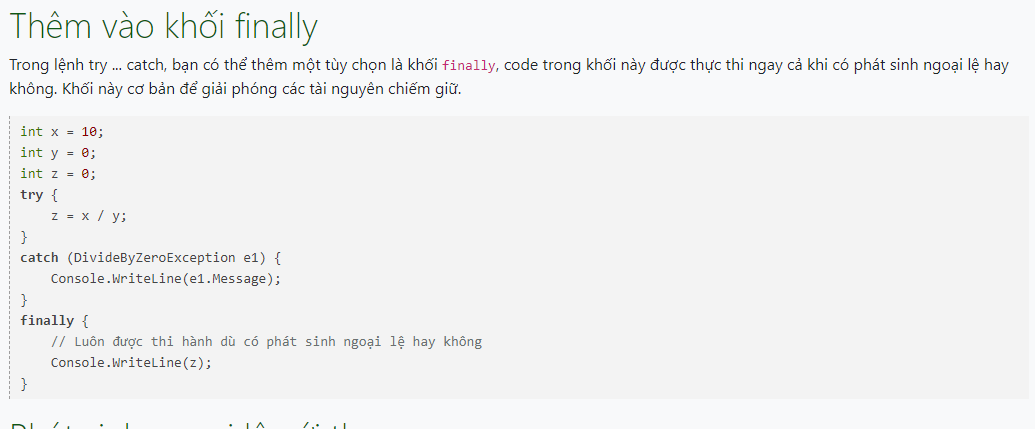 Thêm vào khối finally
Trong lệnh try ... catch, bạn có thể thêm một tùy chọn là khối finally, code trong khối này được thực thi ngay cả khi có phát sinh ngoại lệ hay
không. Khối này cơ bản để giải phóng các tài nguyên chiếm giữ.
int x = 10;
int y = 0;
int z = 0;
try {
    z = x / y;
}
catch (DivideByZeroException e1) {
    Console.WriteLine(e1.Message);
}
finally {
    // Luôn được thi hành dù có phát sinh ngoại lệ hay không
    Console.WriteLine(z);
}